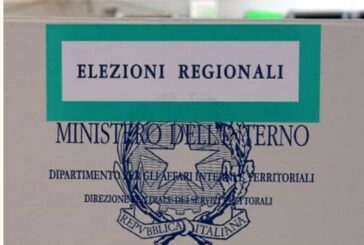 ELEZIONI REGIONALI
MINISTERO DELL'INTERNO
DIPARTIMENTO PER GLI AFFARI INTERNI E TERRITORIALI
DIREZIONE CENTRALE DEI SERVIZI ELETTORALI
REPVBBLICA ITALIANA